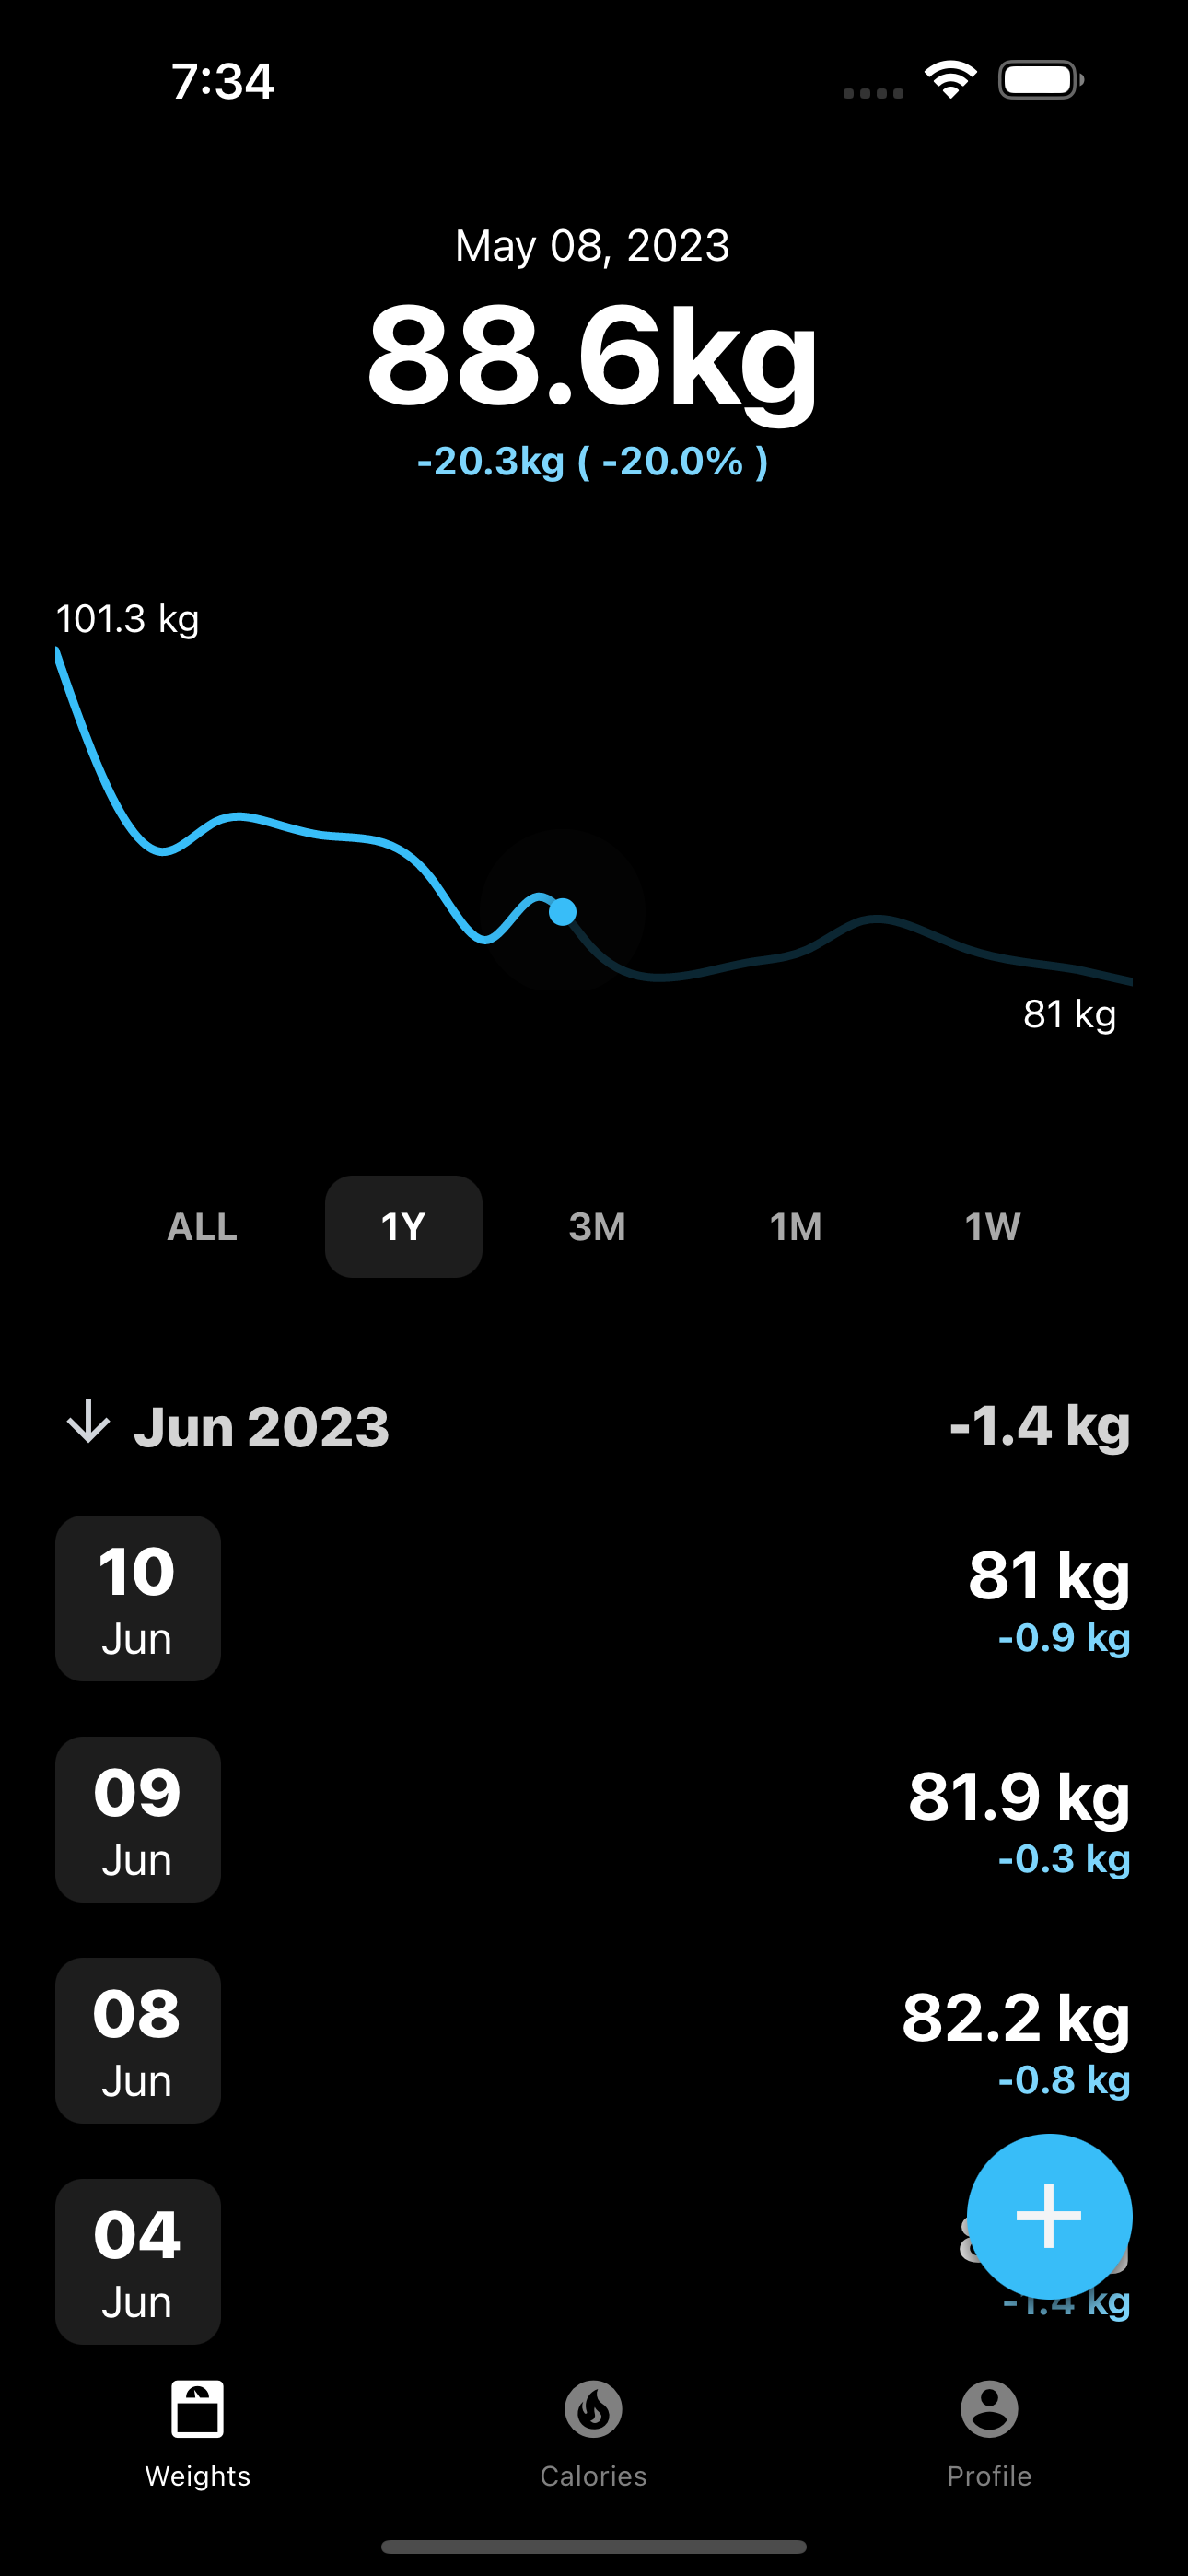 7:34
May 08, 2023
88.6kg
-20.3kg ( -20.0% )
101.3 kg
81 kg
ALL 1Y 3M 1M 1W
Jun 2023 -1.4 kg
10 81 kg
Jun -0.9 kg
09 81.9 kg
Jun -0.3 kg
08 82.2 kg
Jun -0.8 kg
04
Jun -1.4 kg
Weights Calories Profile